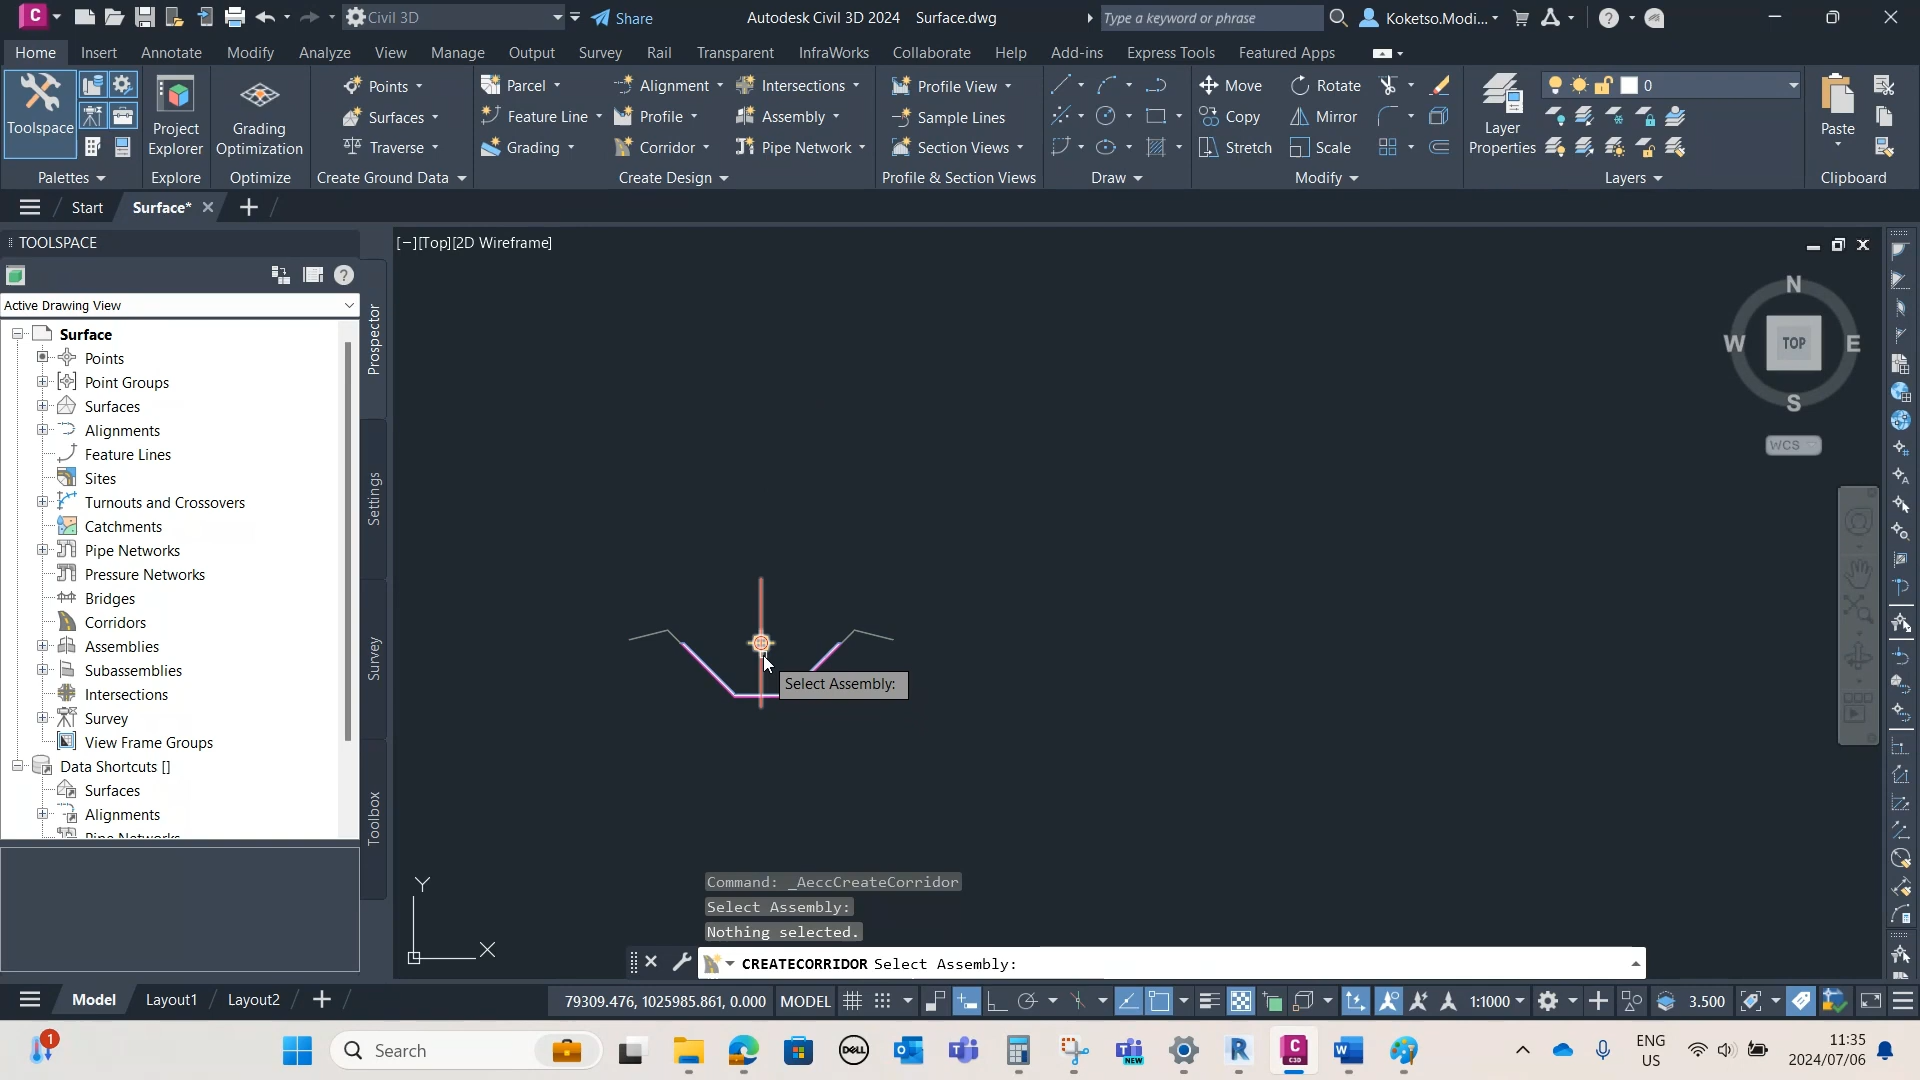 Civil 3D
Share
Autodesk Civil 3D 2024 Surface.dwg
Type a keyword or phrase
Koketso.Modi...
Home Insert Annotate Modify Analyze View Manage Output Survey Rail Transparent InfraWorks Collaborate Help Add-ins Express Tools Featured Apps
Toolspace
Project
Explorer
Grading
Optimization
Points
Surfaces
Traverse
Parcel
Feature Line
Grading
Alignment
Profile
Corridor
Intersections
Assembly
Pipe Network
Profile View
Sample Lines
Section Views
Move
Copy
Stretch
Rotate
Mirror
Scale
Layer
Properties
0
Paste
Palettes Explore Optimize Create Ground Data Create Design Profile & Section Views Draw Modify Layers Clipboard
Start Surface*
TOOLSPACE
Active Drawing View
Surface
Points
Point Groups
Surfaces
Alignments
Feature Lines
Sites
Turnouts and Crossovers
Catchments
Pipe Networks
Pressure Networks
Bridges
Corridors
Assemblies
Subassemblies
Intersections
Survey
View Frame Groups
Data Shortcuts []
Surfaces
Alignments
Pipe Networks
Prospector
Settings
Survey
Toolbox
[−][Top][2D Wireframe]
N
W TOP E
S
WCS
Select Assembly:
Y
X
Command: _AeccCreateCorridor
Select Assembly:
Nothing selected.
CREATECORRIDOR Select Assembly:
Model Layout1 Layout2
79309.476, 1025985.861, 0.000 MODEL
1:1000
3.500
1
Search
DELL
NEW
C3D
ENG
US
11:35
2024/07/06